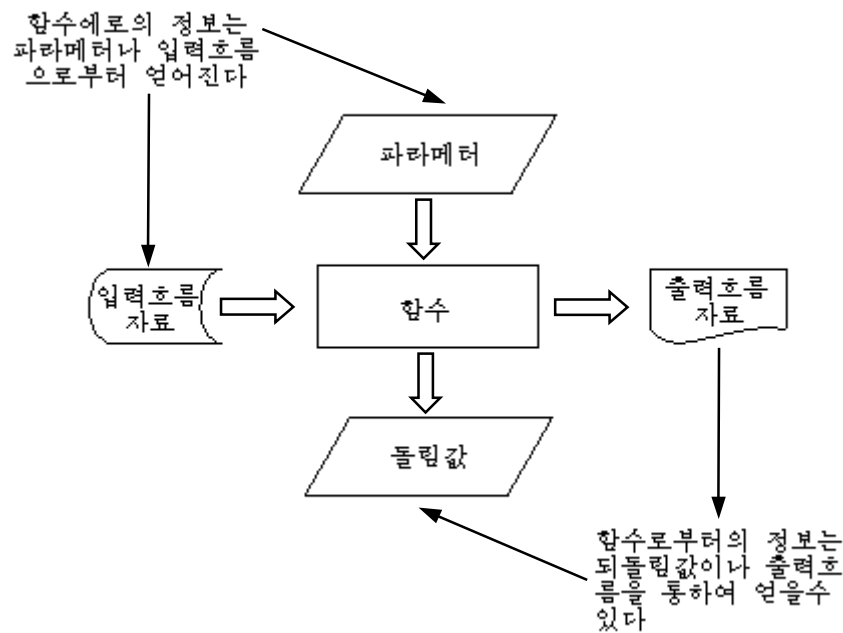 함수에로의 정보는
파라메터나 입력흐름
으로부터 얻어진다
파라메터
입력흐름
자료
함수
출력흐름
자료
돌림값
함수로부터의 정보는
되돌림값이나 출력흐
름을 통하여 얻을수
있다